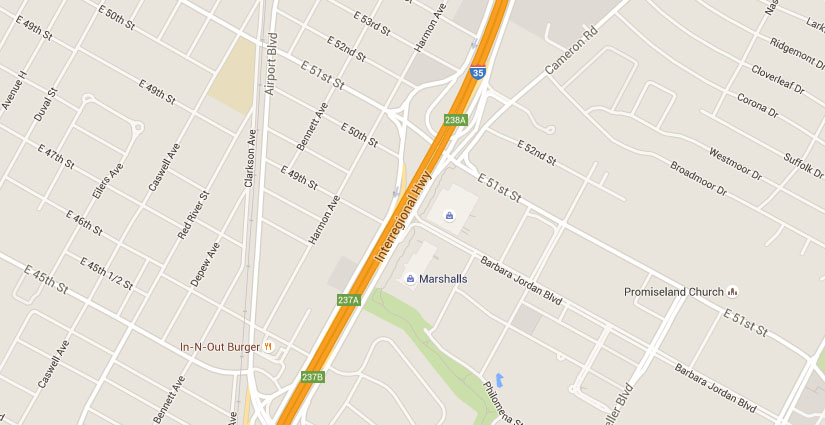 E 50th St
E 53rd St
Harmon Ave
Cameron Rd
Ridgemont Dr
E 49th St
E 52nd St
Airport Blvd
E 51st St
35
Cloverleaf Dr
Avenue H
Duval St
E 49th St
Bennett Ave
238A
Corona Dr
E 50th St
E 52nd St
Westmoor Dr
Suffolk Dr
E 47th St
Eilers Ave
Caswell Ave
Clarkson Ave
E 49th St
E 51st St
Broadmoor Dr
Red River St
Harmon Ave
Interregional Hwy
E 46th St
Depew Ave
E 45th St
E 45th 1/2 St
Marshalls
Barbara Jordan Blvd
237A
Promiseland Church
E 51st St
In-N-Out Burger
Caswell Ave
Bennett Ave
237B
Philomena St
Barbara Jordan Blvd